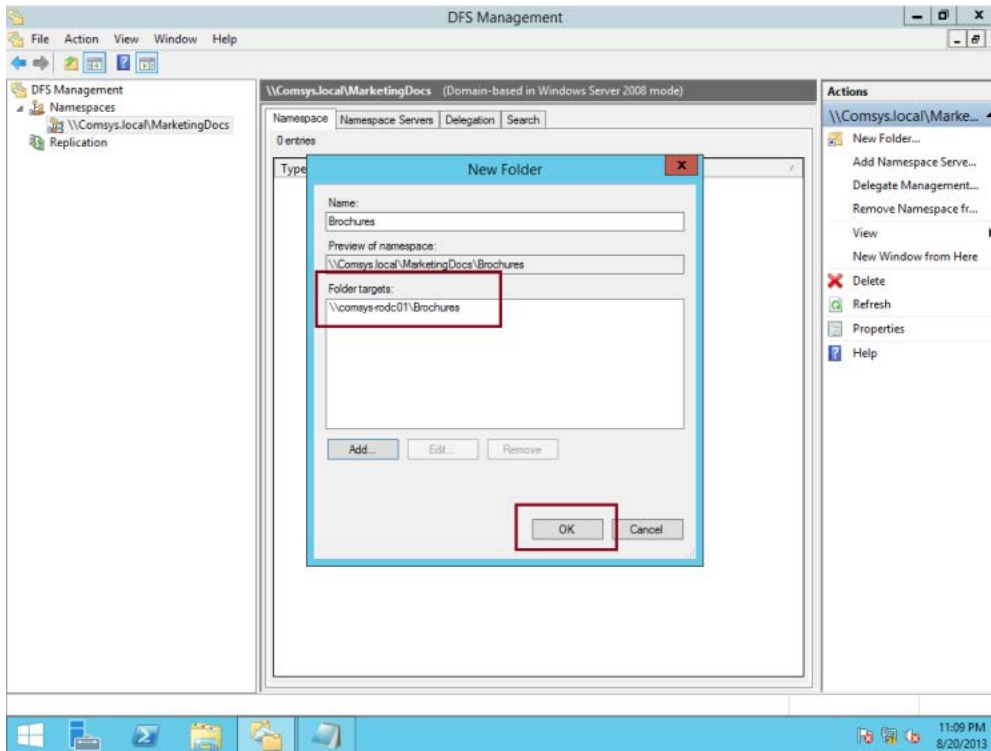 DFS Management
File Action View Window Help
DFS Management
Namespaces
\\Comsys.local\MarketingDocs
Replication
\\Comsys.local\MarketingDocs (Domain-based in Windows Server 2008 mode)
Namespace Namespace Servers Delegation Search
0 entries
Type
New Folder
Name:
Brochures
Preview of namespace:
\\Comsys.local\MarketingDocs\Brochures
Folder targets:
\\comsys-rodc01\Brochures
Add... Edit... Remove
OK Cancel
Actions
\\Comsys.local\Marke...
New Folder...
Add Namespace Serve...
Delegate Management...
Remove Namespace fr...
View
New Window from Here
Delete
Refresh
Properties
Help
11:09 PM
8/20/2013